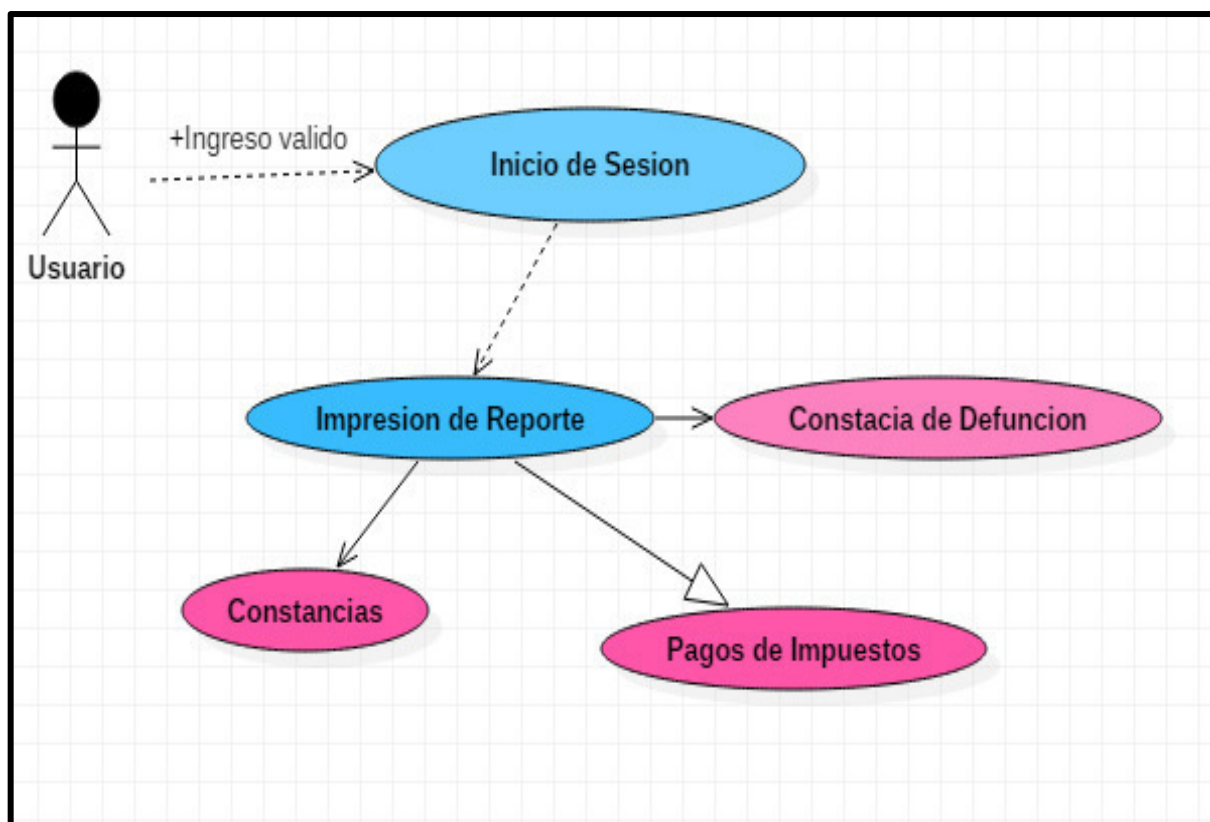 +Ingreso valido
Inicio de Sesion
Usuario
Impresion de Reporte
Constacia de Defuncion
Constancias
Pagos de Impuestos